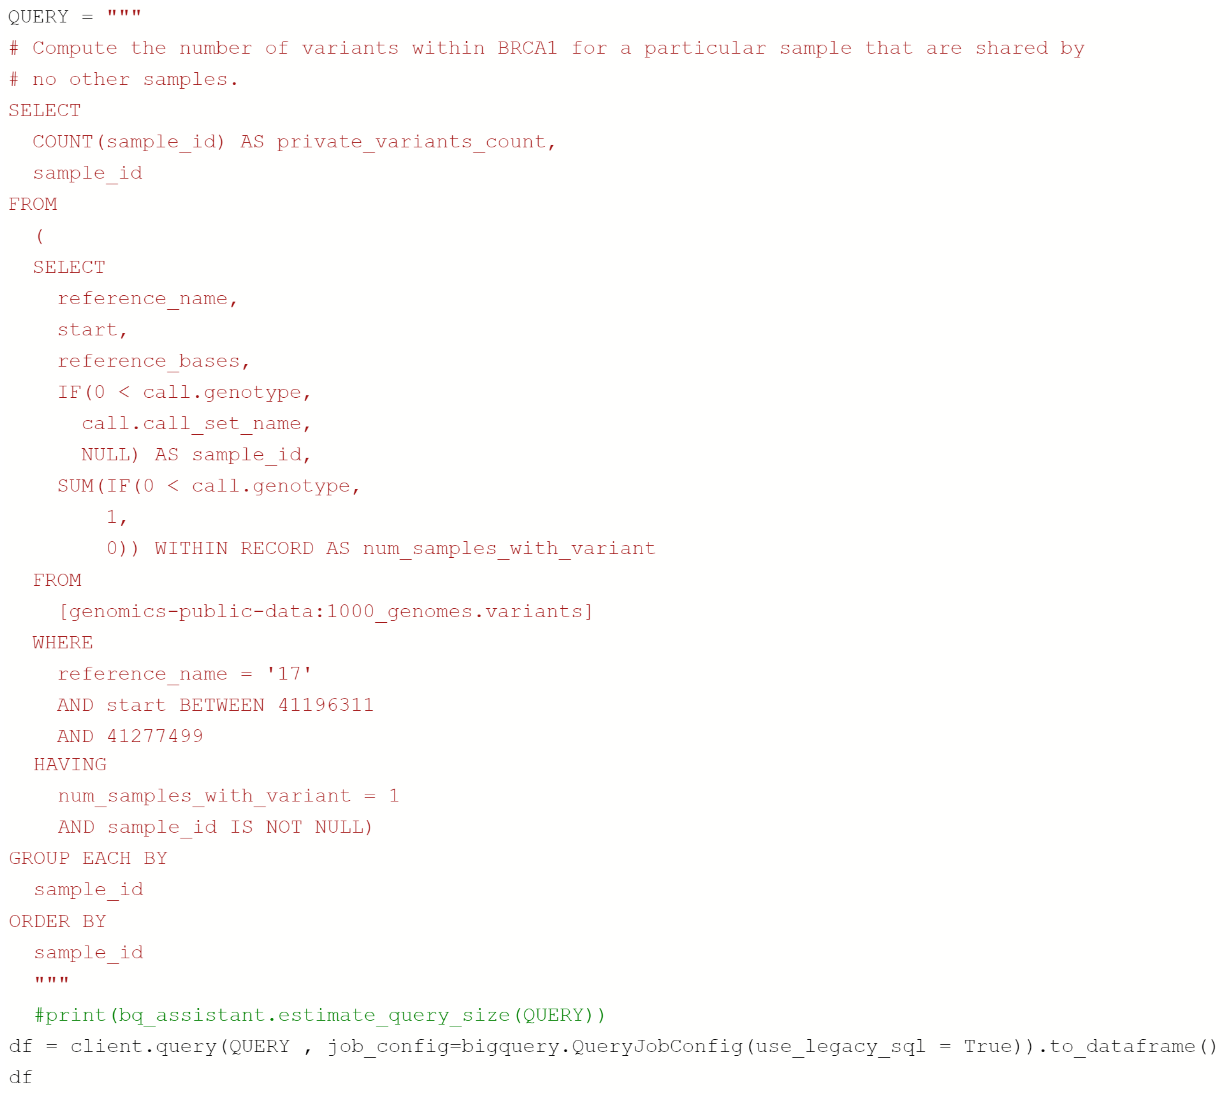 QUERY = """
# Compute the number of variants within BRCA1 for a particular sample that are shared by
# no other samples.
SELECT
  COUNT(sample_id) AS private_variants_count,
  sample_id
FROM
  (
  SELECT
    reference_name,
    start,
    reference_bases,
    IF(0 < call.genotype,
      call.call_set_name,
      NULL) AS sample_id,
    SUM(IF(0 < call.genotype,
        1,
        0)) WITHIN RECORD AS num_samples_with_variant
  FROM
    [genomics-public-data:1000_genomes.variants]
  WHERE
    reference_name = '17'
    AND start BETWEEN 41196311
    AND 41277499
  HAVING
    num_samples_with_variant = 1
    AND sample_id IS NOT NULL)
GROUP EACH BY
  sample_id
ORDER BY
  sample_id
  """
  #print(bq_assistant.estimate_query_size(QUERY))
df = client.query(QUERY , job_config=bigquery.QueryJobConfig(use_legacy_sql = True)).to_dataframe()
df